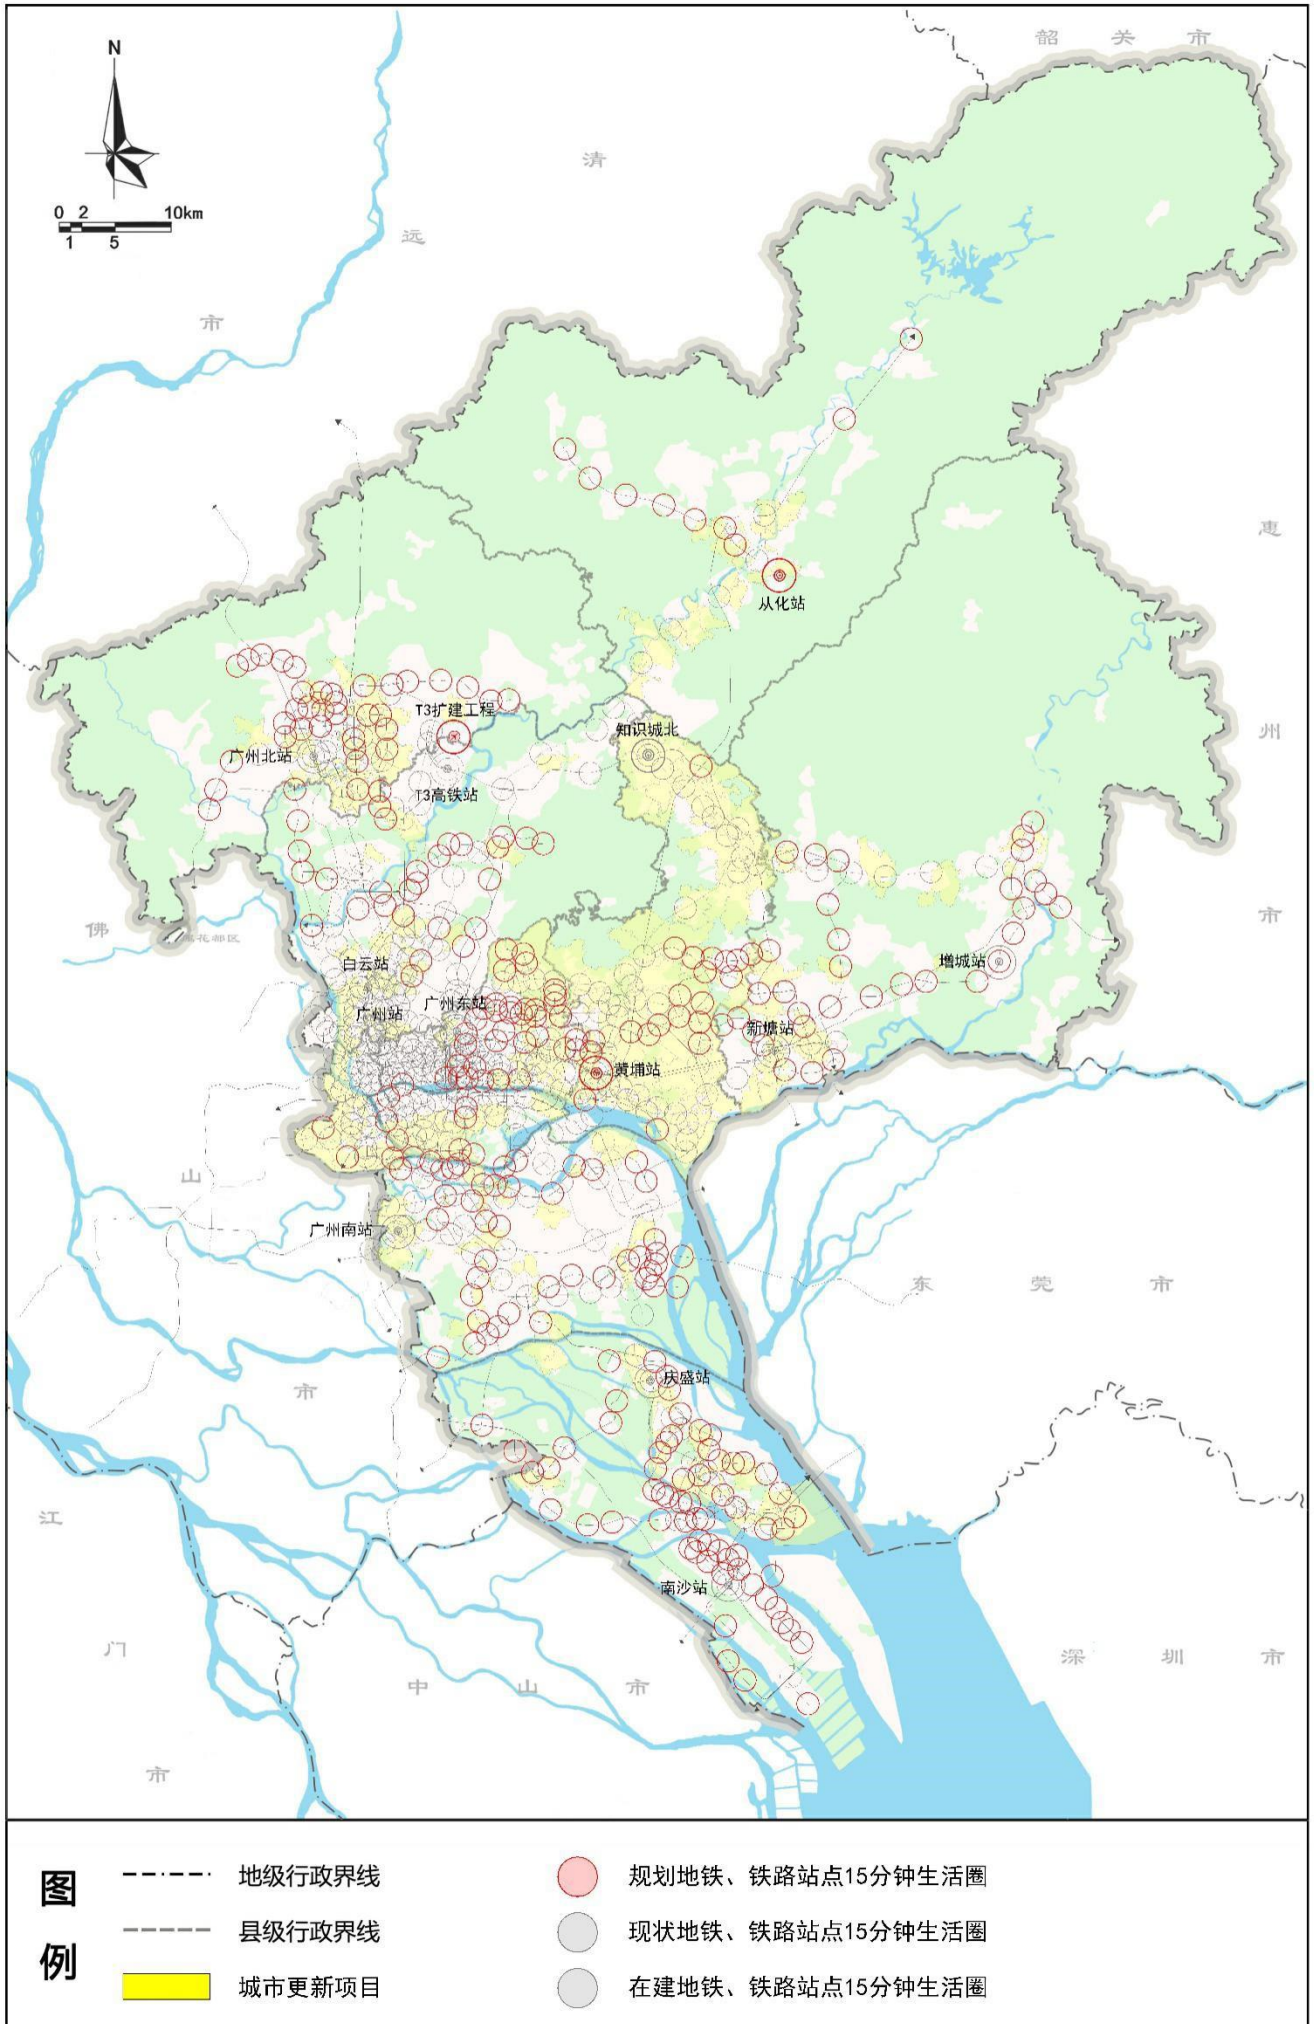 韶 关 市
N
清
0 2 10km
1 5
远
市
惠
从化站
T3扩建工程
知识城北
州
广州北站
T3高铁站
市
佛
花都区
白云站
增城站
广州东站
广州站
新塘站
黄埔站
山
广州南站
东 莞 市
庆盛站
市
江
南沙站
门
深 圳 市
中 山 市
市
图例
地级行政界线
规划地铁、铁路站点15分钟生活圈
县级行政界线
现状地铁、铁路站点15分钟生活圈
城市更新项目
在建地铁、铁路站点15分钟生活圈